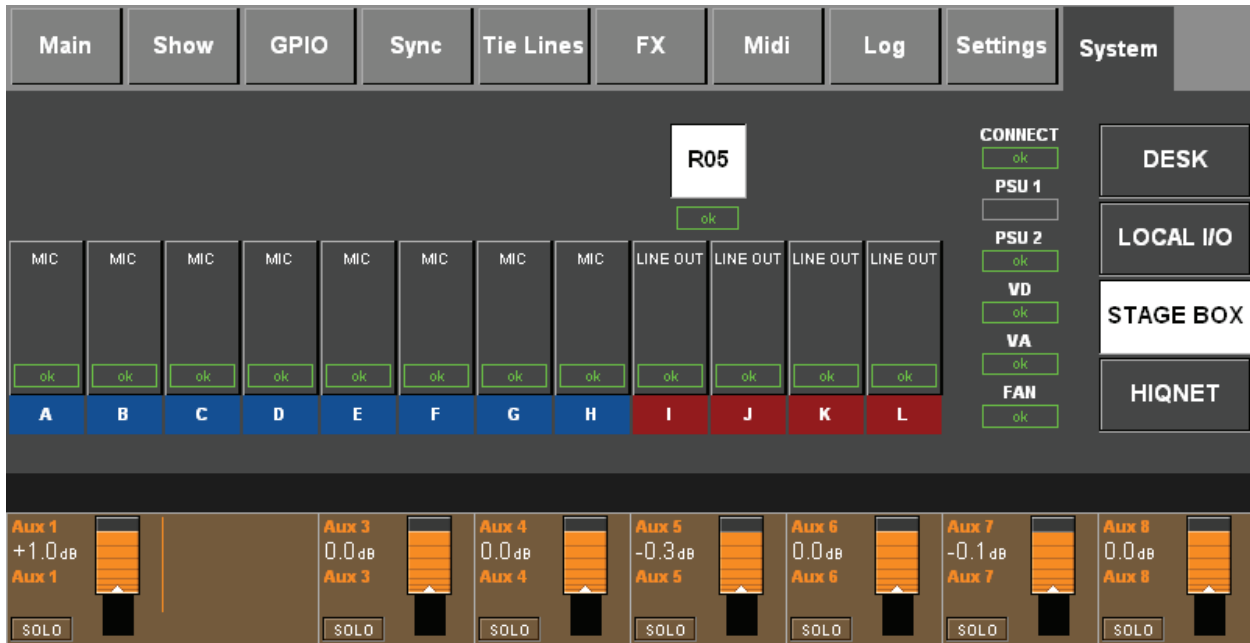 Main Show GPIO Sync Tie Lines FX Midi Log Settings System
R05
ok
CONNECT
ok
PSU 1
PSU 2
ok
VD
ok
VA
ok
FAN
ok
DESK
LOCAL I/O
STAGE BOX
HIQNET
MIC MIC MIC MIC MIC MIC MIC MIC LINE OUT LINE OUT LINE OUT LINE OUT
ok ok ok ok ok ok ok ok ok ok ok ok
A B C D E F G H I J K L
Aux 1 Aux 3 Aux 4 Aux 5 Aux 6 Aux 7 Aux 8
+1.0dB 0.0dB 0.0dB -0.3dB 0.0dB -0.1dB 0.0dB
Aux 1 Aux 3 Aux 4 Aux 5 Aux 6 Aux 7 Aux 8
SOLO SOLO SOLO SOLO SOLO SOLO SOLO